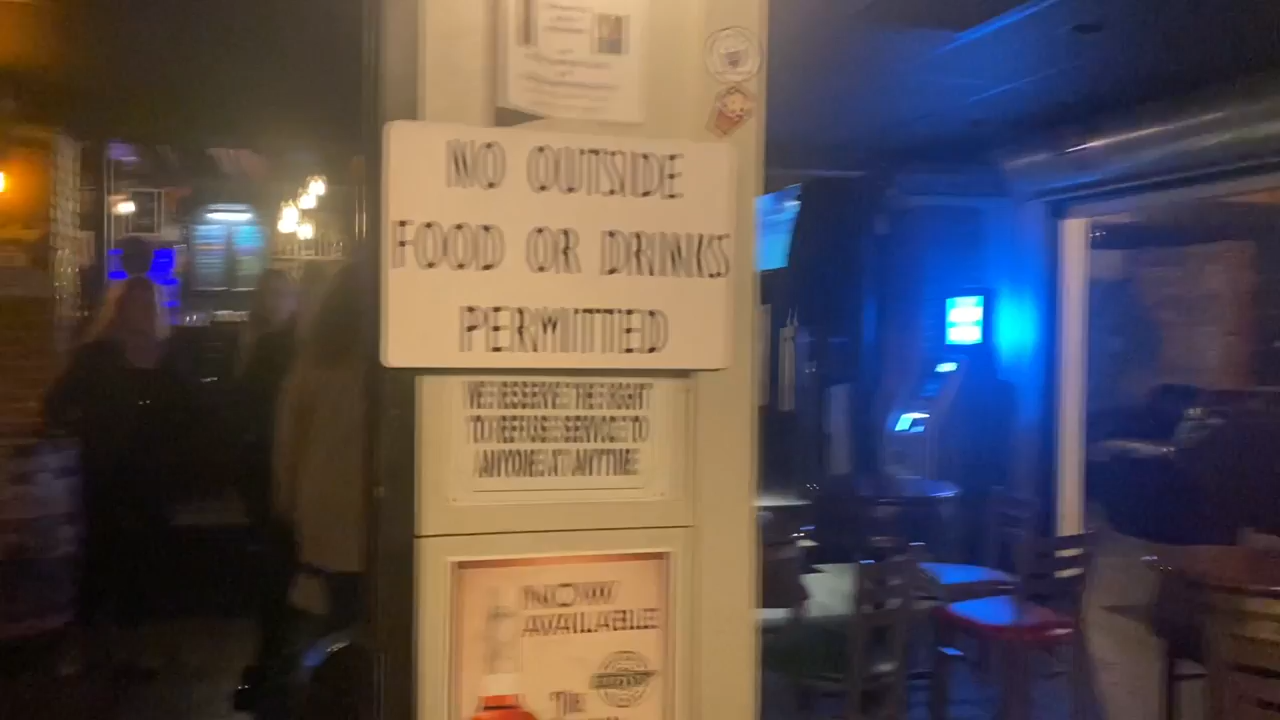 NO OUTSIDE
FOOD OR DRINKS
PERMITTED
WE RESERVE THE RIGHT
TO REFUSE SERVICE TO
ANYONE AT ANYTIME
NOW
AVAILABLE
THE